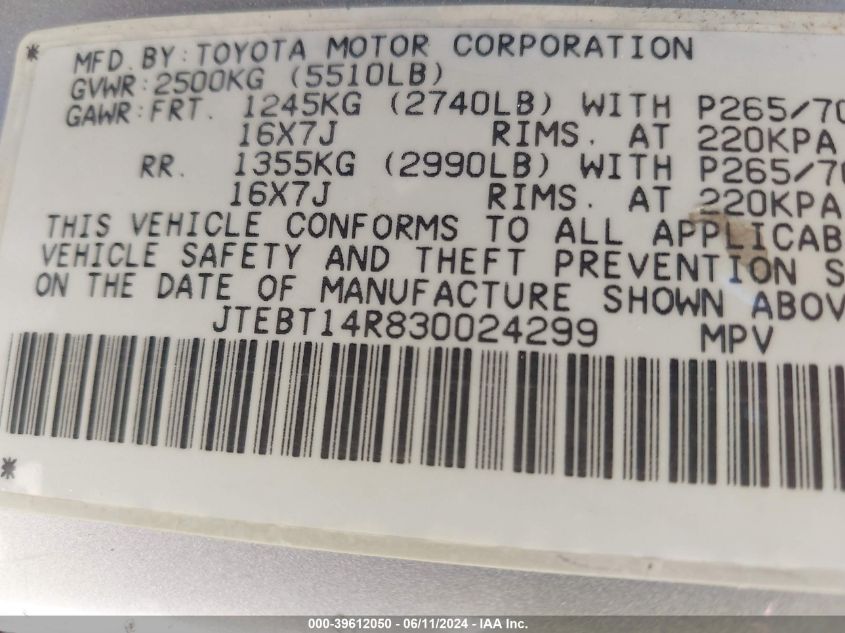 MFD. BY: TOYOTA MOTOR CORPORATION
GVWR: 2500KG (5510LB)
GAWR: FRT. 1245KG (2740LB) WITH P265/70
16X7J RIMS. AT 220KPA
RR. 1355KG (2990LB) WITH P265/70
16X7J RIMS. AT 220KPA
THIS VEHICLE CONFORMS TO ALL APPLICAB
VEHICLE SAFETY AND THEFT PREVENTION S
ON THE DATE OF MANUFACTURE SHOWN ABOV
JTEBT14R830024299 MPV
000-39612050 - 06/11/2024 - IAA Inc.